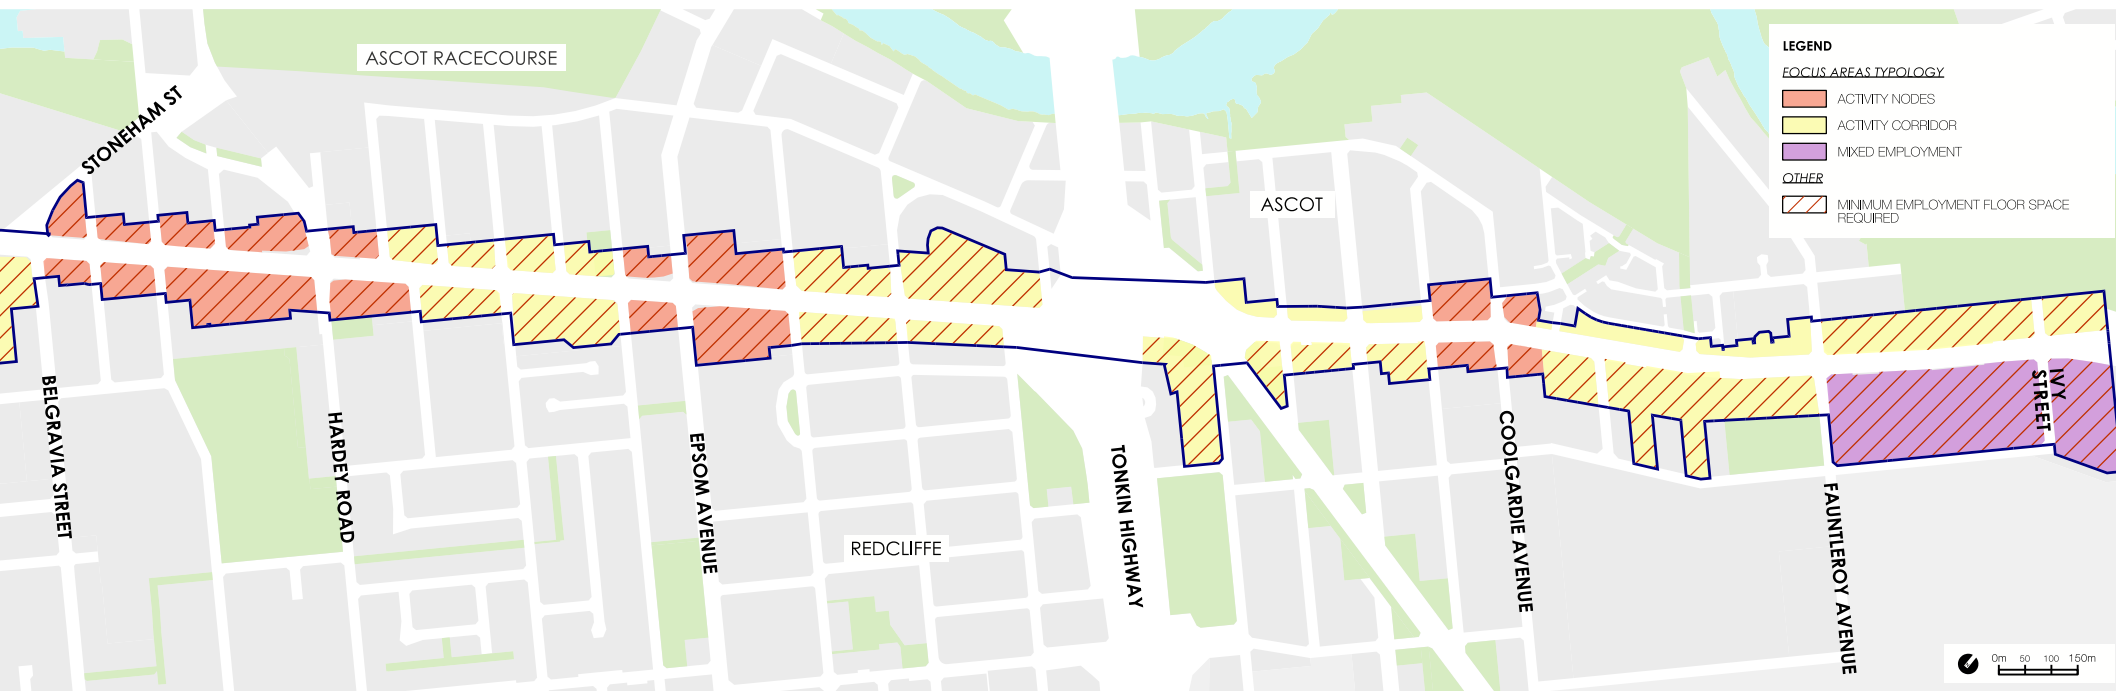 ASCOT RACECOURSE
STONEHAM ST
ASCOT
LEGEND
FOCUS AREAS TYPOLOGY
ACTIVITY NODES
ACTIVITY CORRIDOR
MIXED EMPLOYMENT
OTHER
MINIMUM EMPLOYMENT FLOOR SPACE
REQUIRED
BELGRAVIA STREET
HARDEY ROAD
EPSOM AVENUE
REDCLIFFE
TONKIN HIGHWAY
COOLGARDIE AVENUE
FAUNTLEROY AVENUE
IVY
STREET
0m 50 100 150m